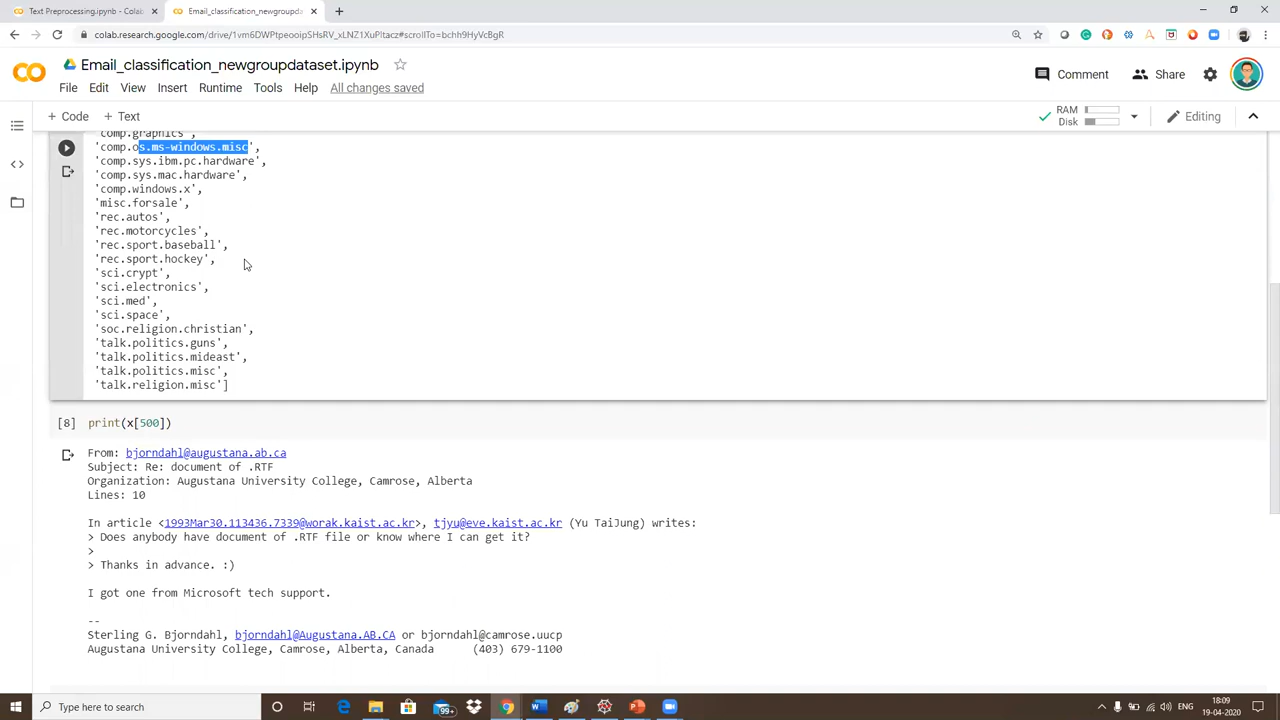 Text Preprocessing.ipynb - Colab
Email_classification_newgroupda
colab.research.google.com/drive/1vm6DWPtpeooipSHsRV_xLNZ1XuPltacz#scrollTo=bchh9HyVcBgR
Email_classification_newgroupdataset.ipynb
Comment
Share
File Edit View Insert Runtime Tools Help All changes saved
+ Code + Text
RAM
Disk
Editing
'comp.graphics',
'comp.os.ms-windows.misc',
'comp.sys.ibm.pc.hardware',
'comp.sys.mac.hardware',
'comp.windows.x',
'misc.forsale',
'rec.autos',
'rec.motorcycles',
'rec.sport.baseball',
'rec.sport.hockey',
'sci.crypt',
'sci.electronics',
'sci.med',
'sci.space',
'soc.religion.christian',
'talk.politics.guns',
'talk.politics.mideast',
'talk.politics.misc',
'talk.religion.misc']
[8] print(x[500])
From: bjorndahl@augustana.ab.ca
Subject: Re: document of .RTF
Organization: Augustana University College, Camrose, Alberta
Lines: 10
In article <1993Mar30.113436.7339@worak.kaist.ac.kr>, tjyu@eve.kaist.ac.kr (Yu TaiJung) writes:
> Does anybody have document of .RTF file or know where I can get it?
>
> Thanks in advance. :)
I got one from Microsoft tech support.
--
Sterling G. Bjorndahl, bjorndahl@Augustana.AB.CA or bjorndahl@camrose.uucp
Augustana University College, Camrose, Alberta, Canada (403) 679-1100
Type here to search
99+
18:09
19-04-2020